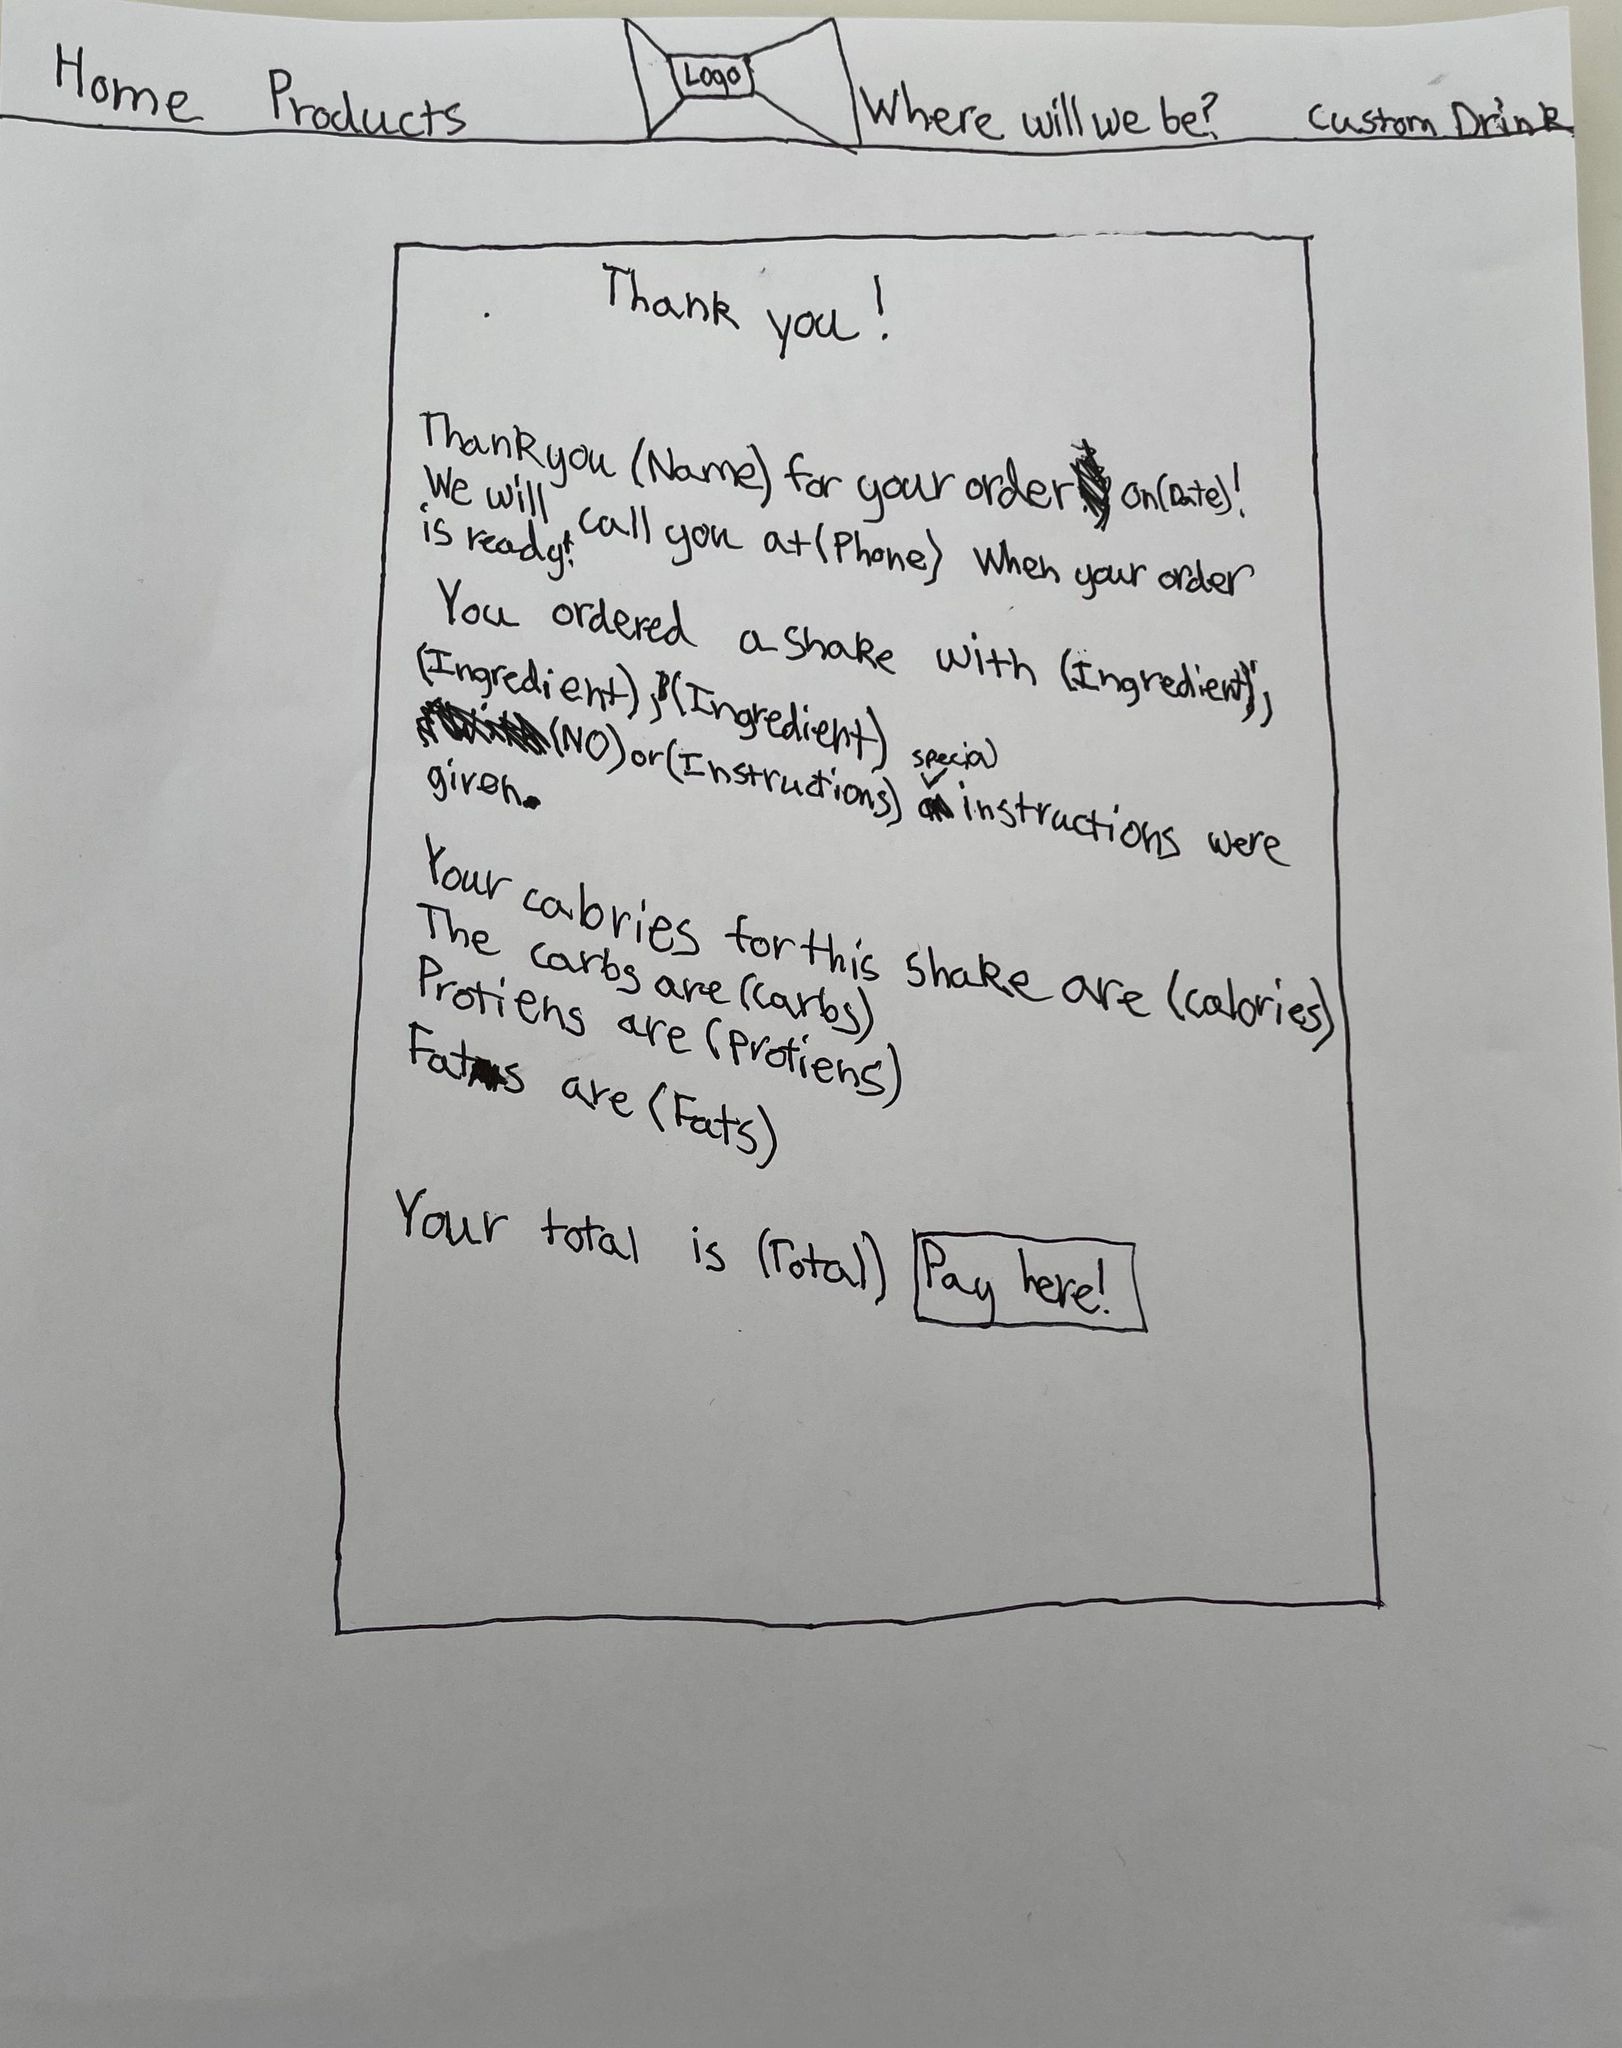 Home Products Logo Where will we be? Custom Drink
Thank you!
Thank you (Name) for your order on (Date)!
We will call you at (Phone) when your order
is ready!
You ordered a shake with (Ingredient),
(Ingredient), (Ingredient)
(NO) or (Instructions) special instructions were
given.
Your calories for this shake are (calories)
The carbs are (carbs)
Protiens are (Protiens)
Fats are (Fats)
Your total is (Total) Pay here!